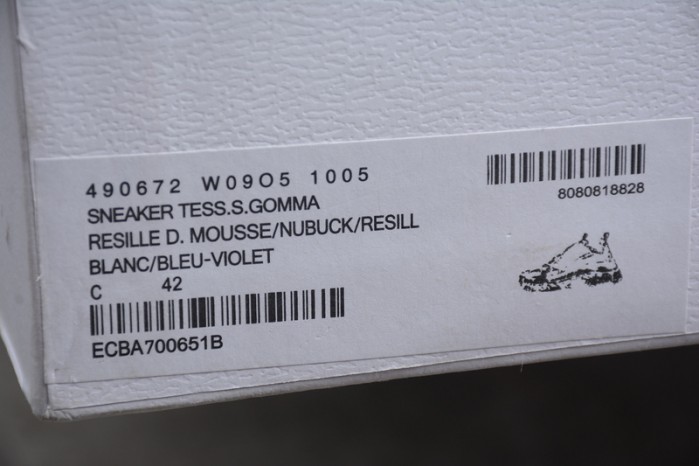 490672 W09O5 1005
8080818828
SNEAKER TESS.S.GOMMA
RESILLE D. MOUSSE/NUBUCK/RESILL
BLANC/BLEU-VIOLET
C 42
ECBA700651B